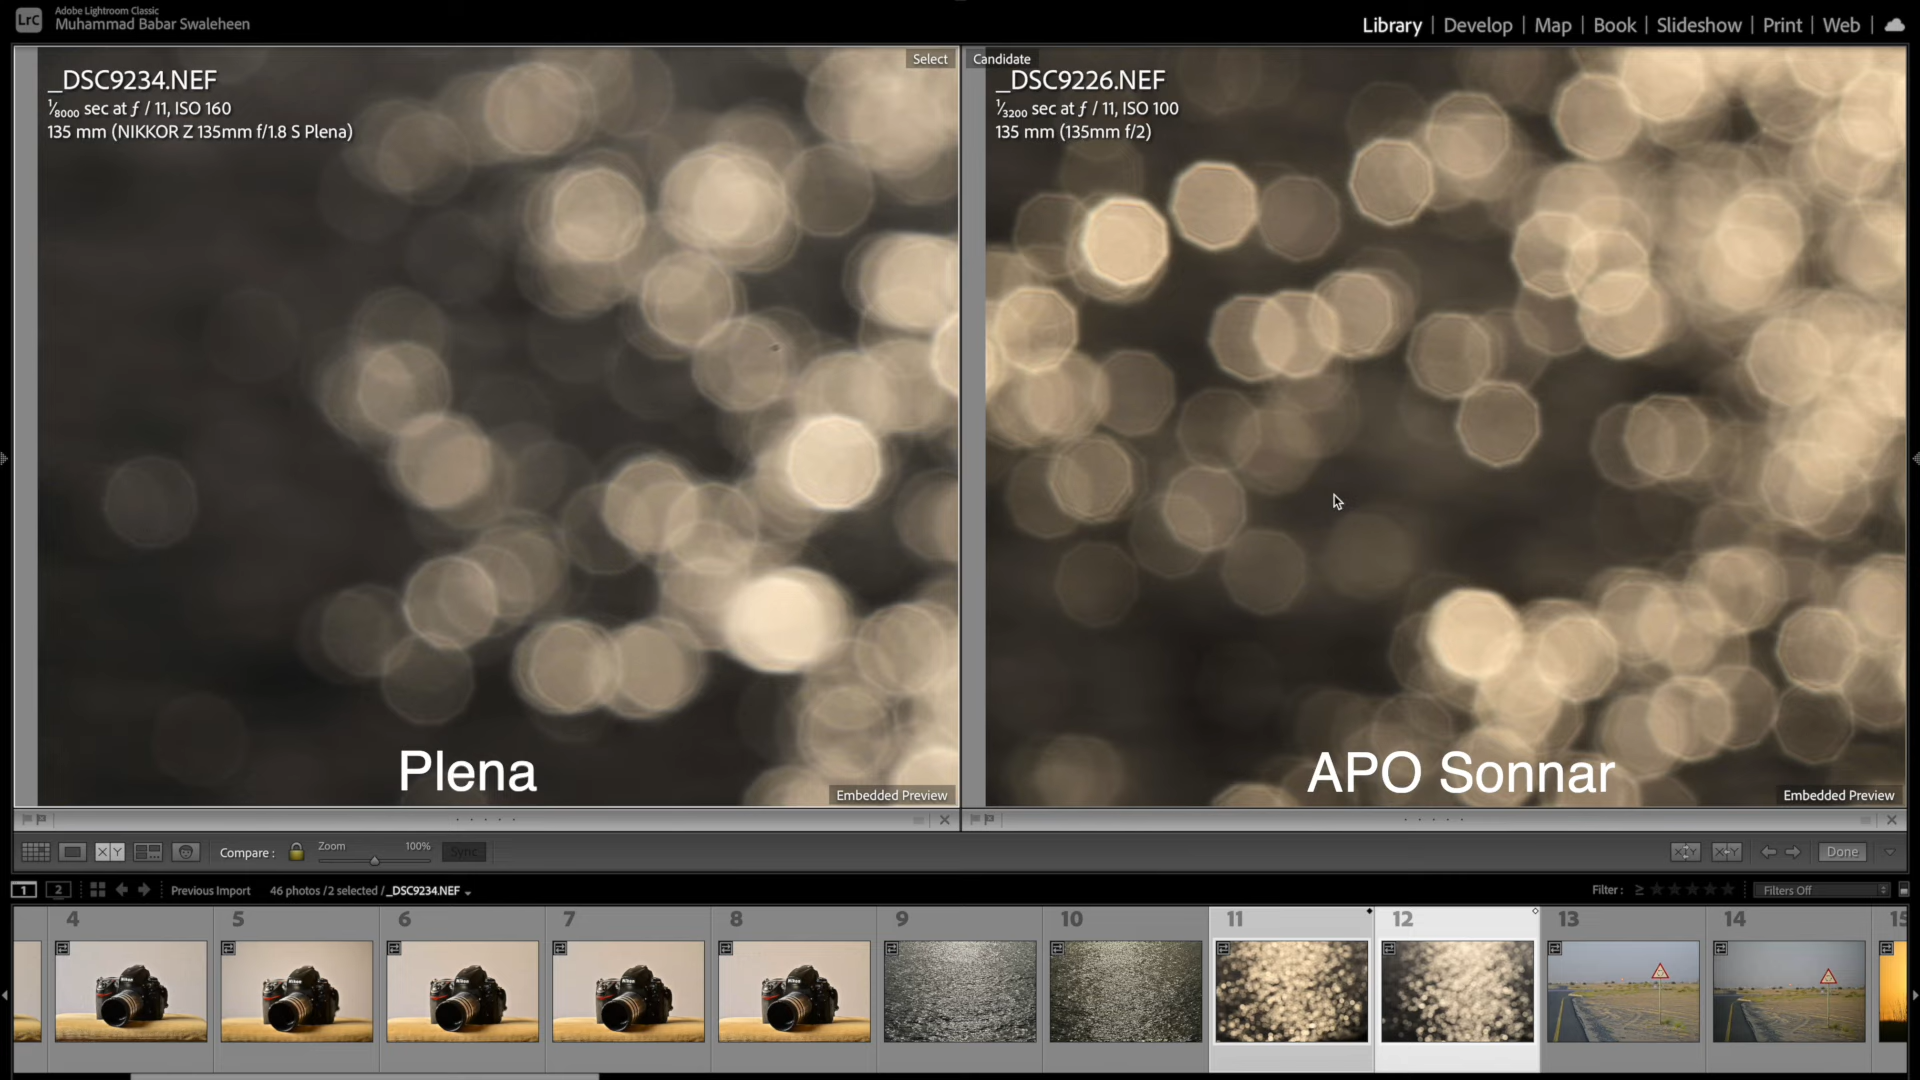 LrC
Adobe Lightroom Classic
Muhammad Babar Swaleheen
Library | Develop | Map | Book | Slideshow | Print | Web
Select
_DSC9234.NEF
1/8000 sec at ƒ / 11, ISO 160
135 mm (NIKKOR Z 135mm f/1.8 S Plena)
Plena
Embedded Preview
Candidate
_DSC9226.NEF
1/3200 sec at ƒ / 11, ISO 100
135 mm (135mm f/2)
APO Sonnar
Embedded Preview
X Y
Compare :
Zoom
100%
Sync
Done
1
2
Previous Import
46 photos /2 selected /_DSC9234.NEF
Filter :
≥
Filters Off
4
5
6
7
8
9
10
11
12
13
14
15